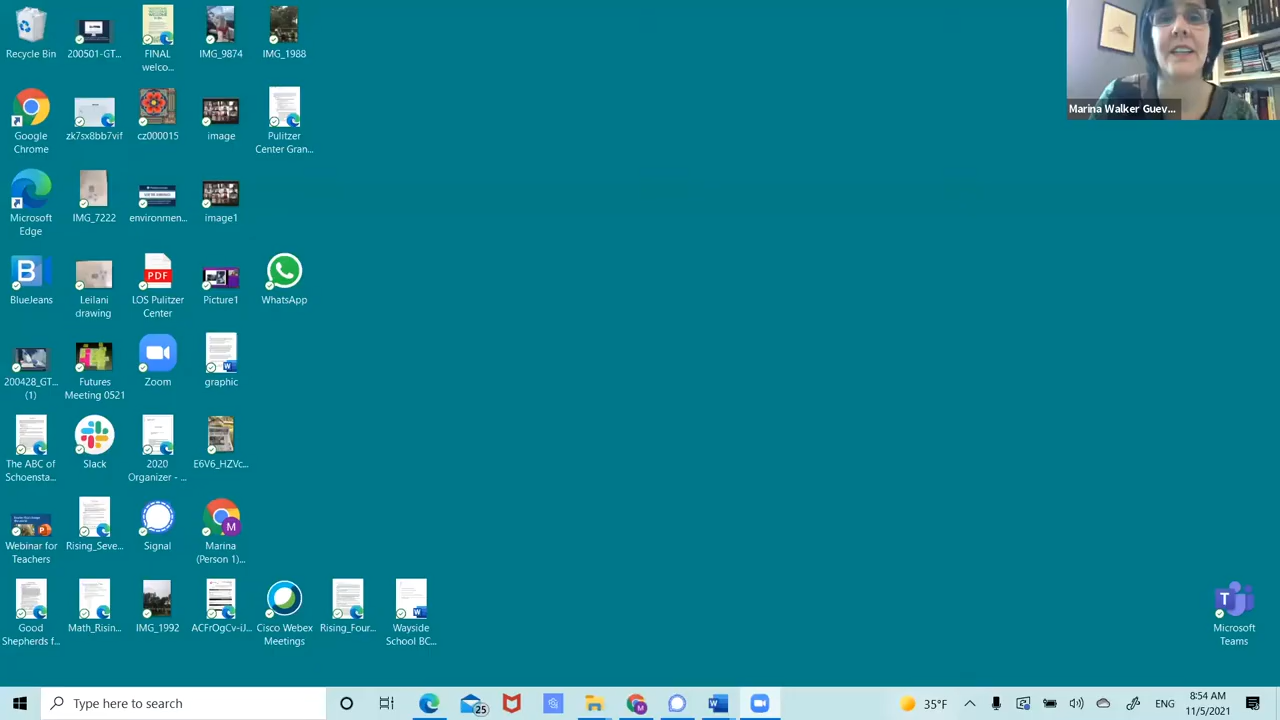 Recycle Bin
200501-GT...
FINAL
welco...
IMG_9874
IMG_1988
Marina Walker Guev...
Google
Chrome
zk7sx8bb7vif
cz000015
image
Pulitzer
Center Gran...
Microsoft
Edge
IMG_7222
environmen...
image1
B
BlueJeans
Leilani
drawing
PDF
LOS Pulitzer
Center
Picture1
WhatsApp
200428_GT...
(1)
Futures
Meeting 0521
Zoom
W
graphic
The ABC of
Schoensta...
Slack
2020
Organizer - ...
E6V6_HZVc...
P
Webinar for
Teachers
Rising_Seve...
Signal
M
Marina
(Person 1)...
Good
Shepherds f...
Math_Risin...
IMG_1992
ACFrOgCv-iJ...
Cisco Webex
Meetings
Rising_Four...
W
Wayside
School BC...
T
Microsoft
Teams
Type here to search
25
M
W
35°F
ENG
8:54 AM
11/5/2021